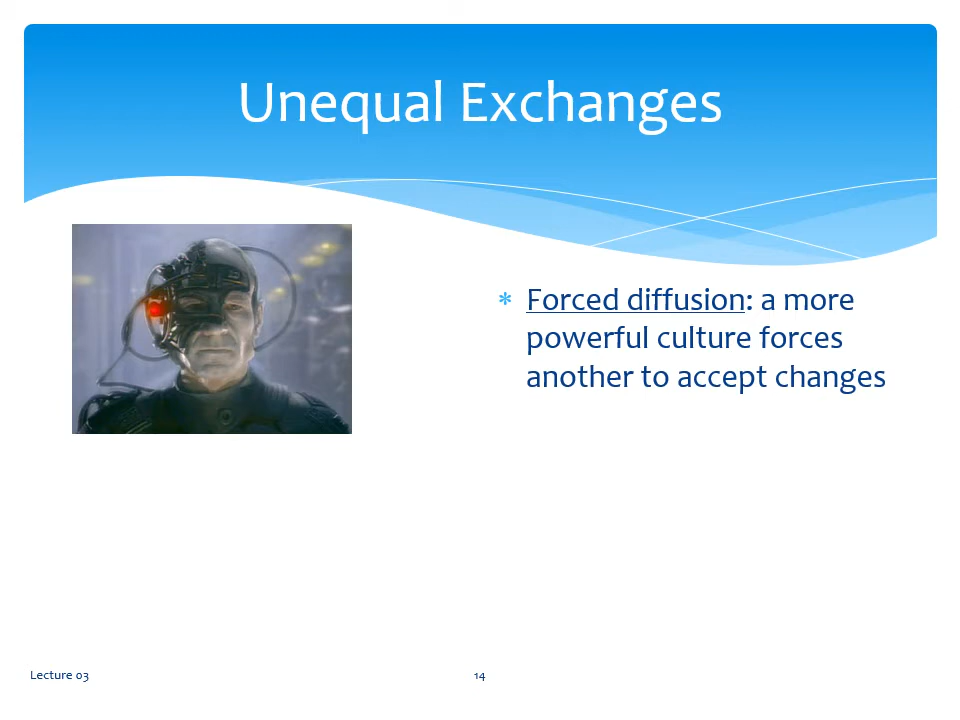 Unequal Exchanges
* Forced diffusion: a more
powerful culture forces
another to accept changes
Lecture 03
14